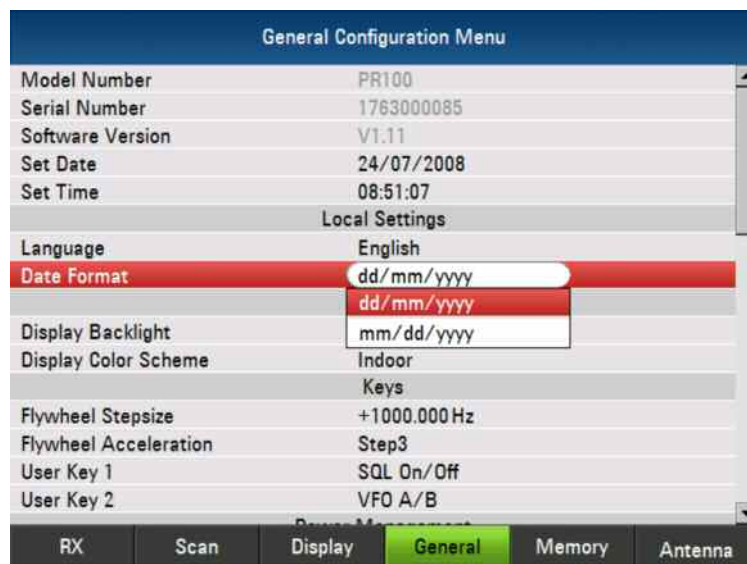 General Configuration Menu
Model Number PR100
Serial Number 1763000085
Software Version V1.11
Set Date 24/07/2008
Set Time 08:51:07
Local Settings
Language English
Date Format dd/mm/yyyy
dd/mm/yyyy
mm/dd/yyyy
Display Backlight
Display Color Scheme Indoor
Keys
Flywheel Stepsize +1000.000 Hz
Flywheel Acceleration Step3
User Key 1 SQL On/Off
User Key 2 VFO A/B
Power Management
RX Scan Display General Memory Antenna